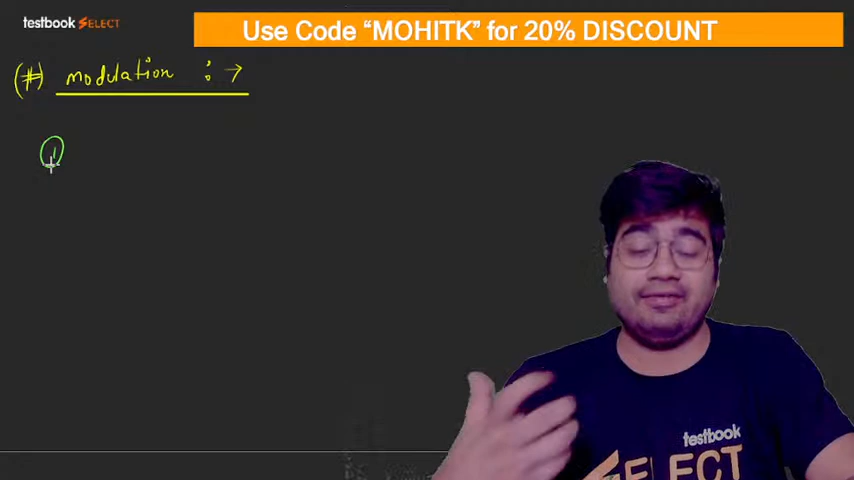 testbook SELECT
Use Code “MOHITK” for 20% DISCOUNT
(#) modulation : →
1
testbook
SELECT